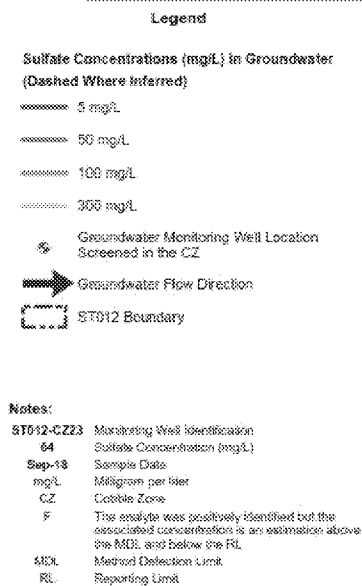 Legend
Sulfate Concentrations (mg/L) in Groundwater
(Dashed Where Inferred)
5 mg/L
50 mg/L
100 mg/L
300 mg/L
Groundwater Monitoring Well Location
Screened in the CZ
Groundwater Flow Direction
ST012 Boundary
Notes:
ST012-CZ23 Monitoring Well Identification
64 Sulfate Concentration (mg/L)
Sep-18 Sample Date
mg/L Milligram per liter
CZ Cobble Zone
F The analyte was positively identified but the
associated concentration is an estimation above
the MDL and below the RL
MDL Method Detection Limit
RL Reporting Limit